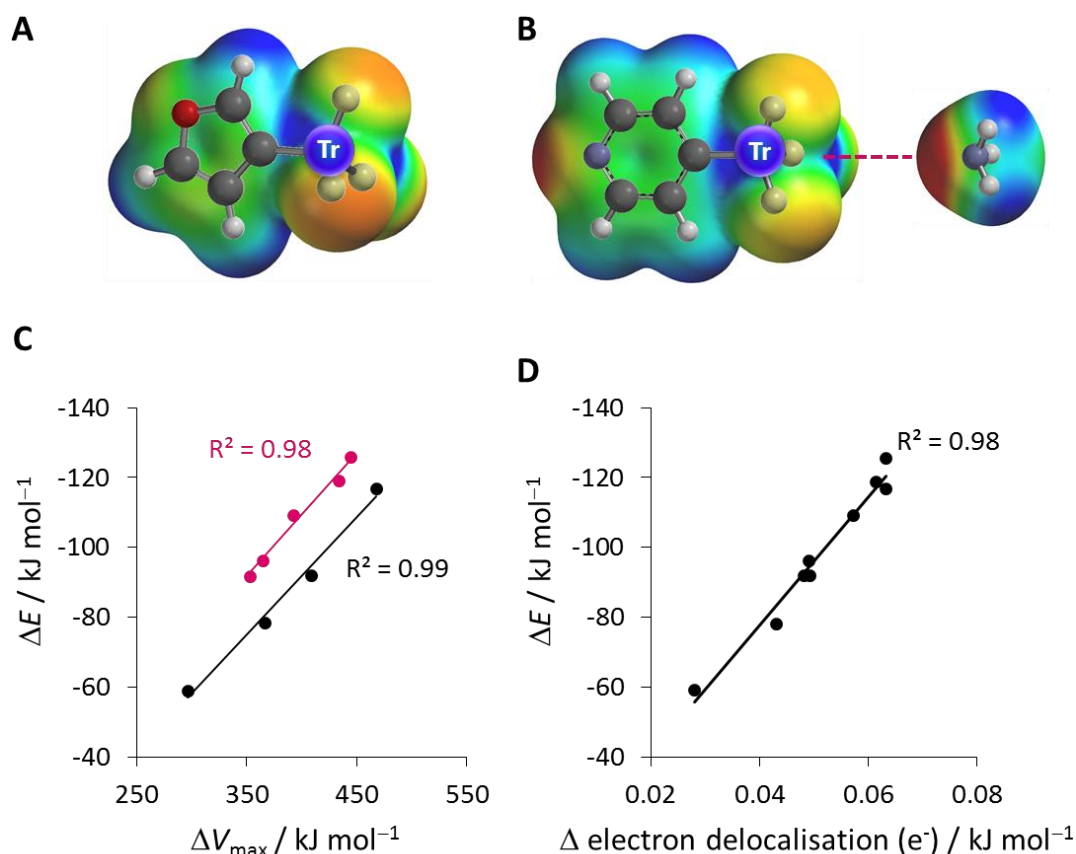 A
B
Tr
Tr
C
D
-140
-120
-100
-80
-60
-40
ΔE / kJ mol⁻¹
R² = 0.98
R² = 0.99
250
350
450
550
ΔVmax / kJ mol⁻¹
-140
-120
-100
-80
-60
-40
ΔE / kJ mol⁻¹
R² = 0.98
0.02
0.04
0.06
0.08
Δ electron delocalisation (e⁻) / kJ mol⁻¹